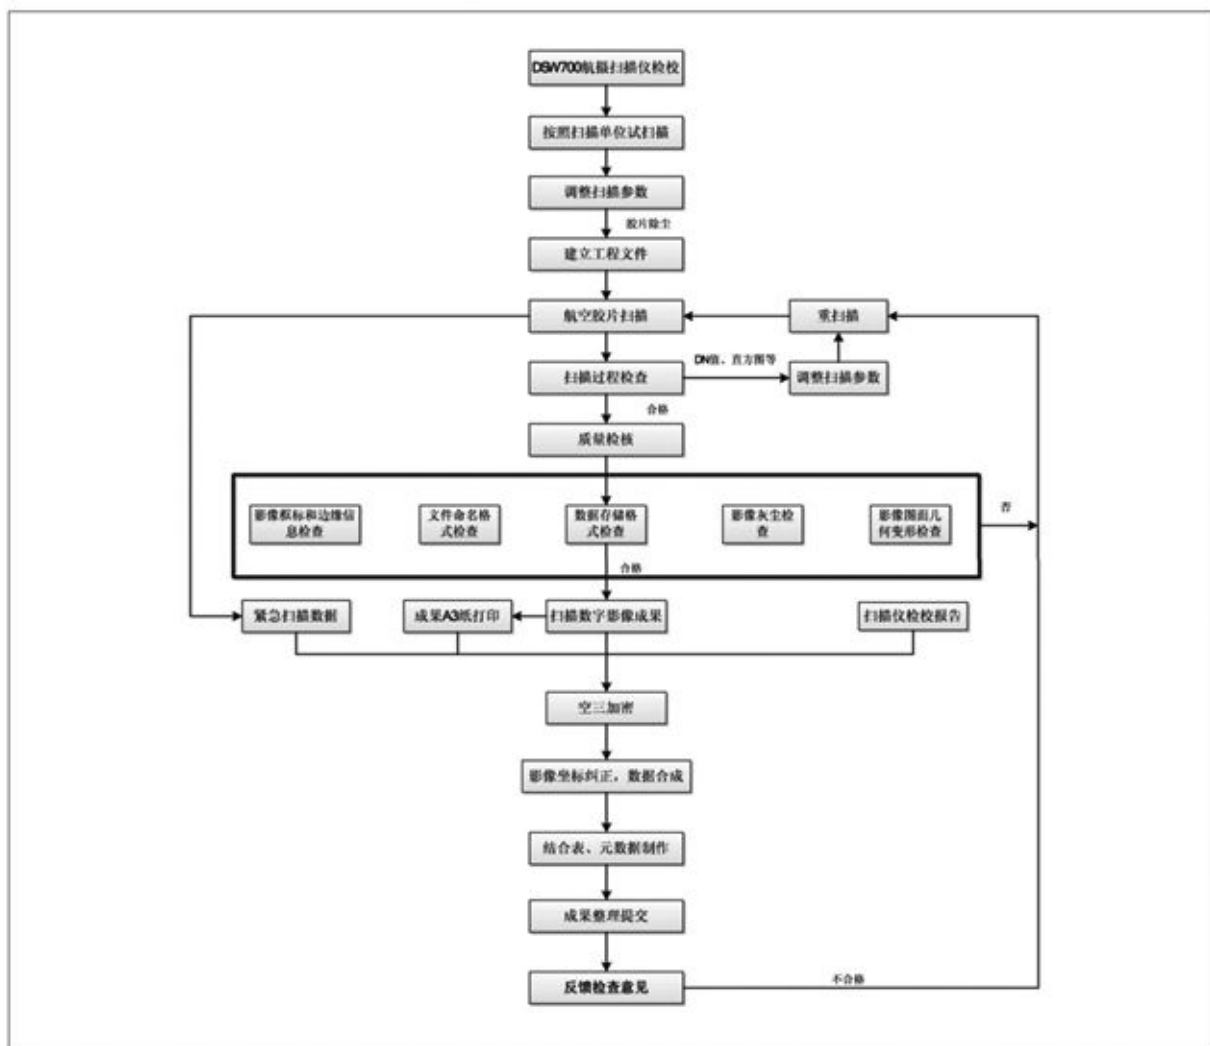 DSW700航摄扫描仪检校
按照扫描单位试扫描
调整扫描参数
胶片除尘
建立工程文件
航空胶片扫描
重扫描
扫描过程检查
DN值、直方图等
调整扫描参数
合格
质量检核
影像框标和边缘信
息检查
文件命名格
式检查
数据存储格
式检查
影像灰尘检
查
影像图面几
何变形检查
否
合格
紧急扫描数据
成果A3纸打印
扫描数字影像成果
扫描仪检校报告
空三加密
影像坐标纠正，数据合成
结合表、元数据制作
成果整理提交
反馈检查意见
不合格